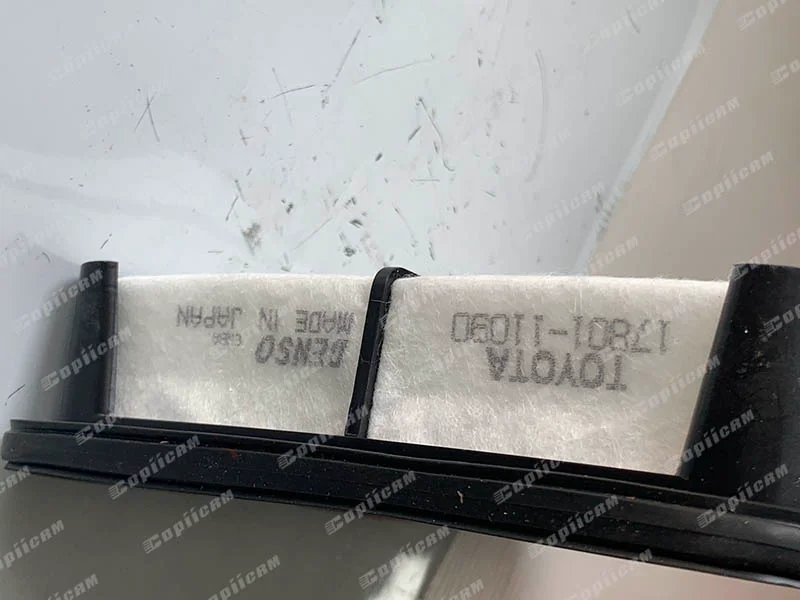 TOYOTA
17801-11090
DENSO
MADE IN JAPAN
Copiicam